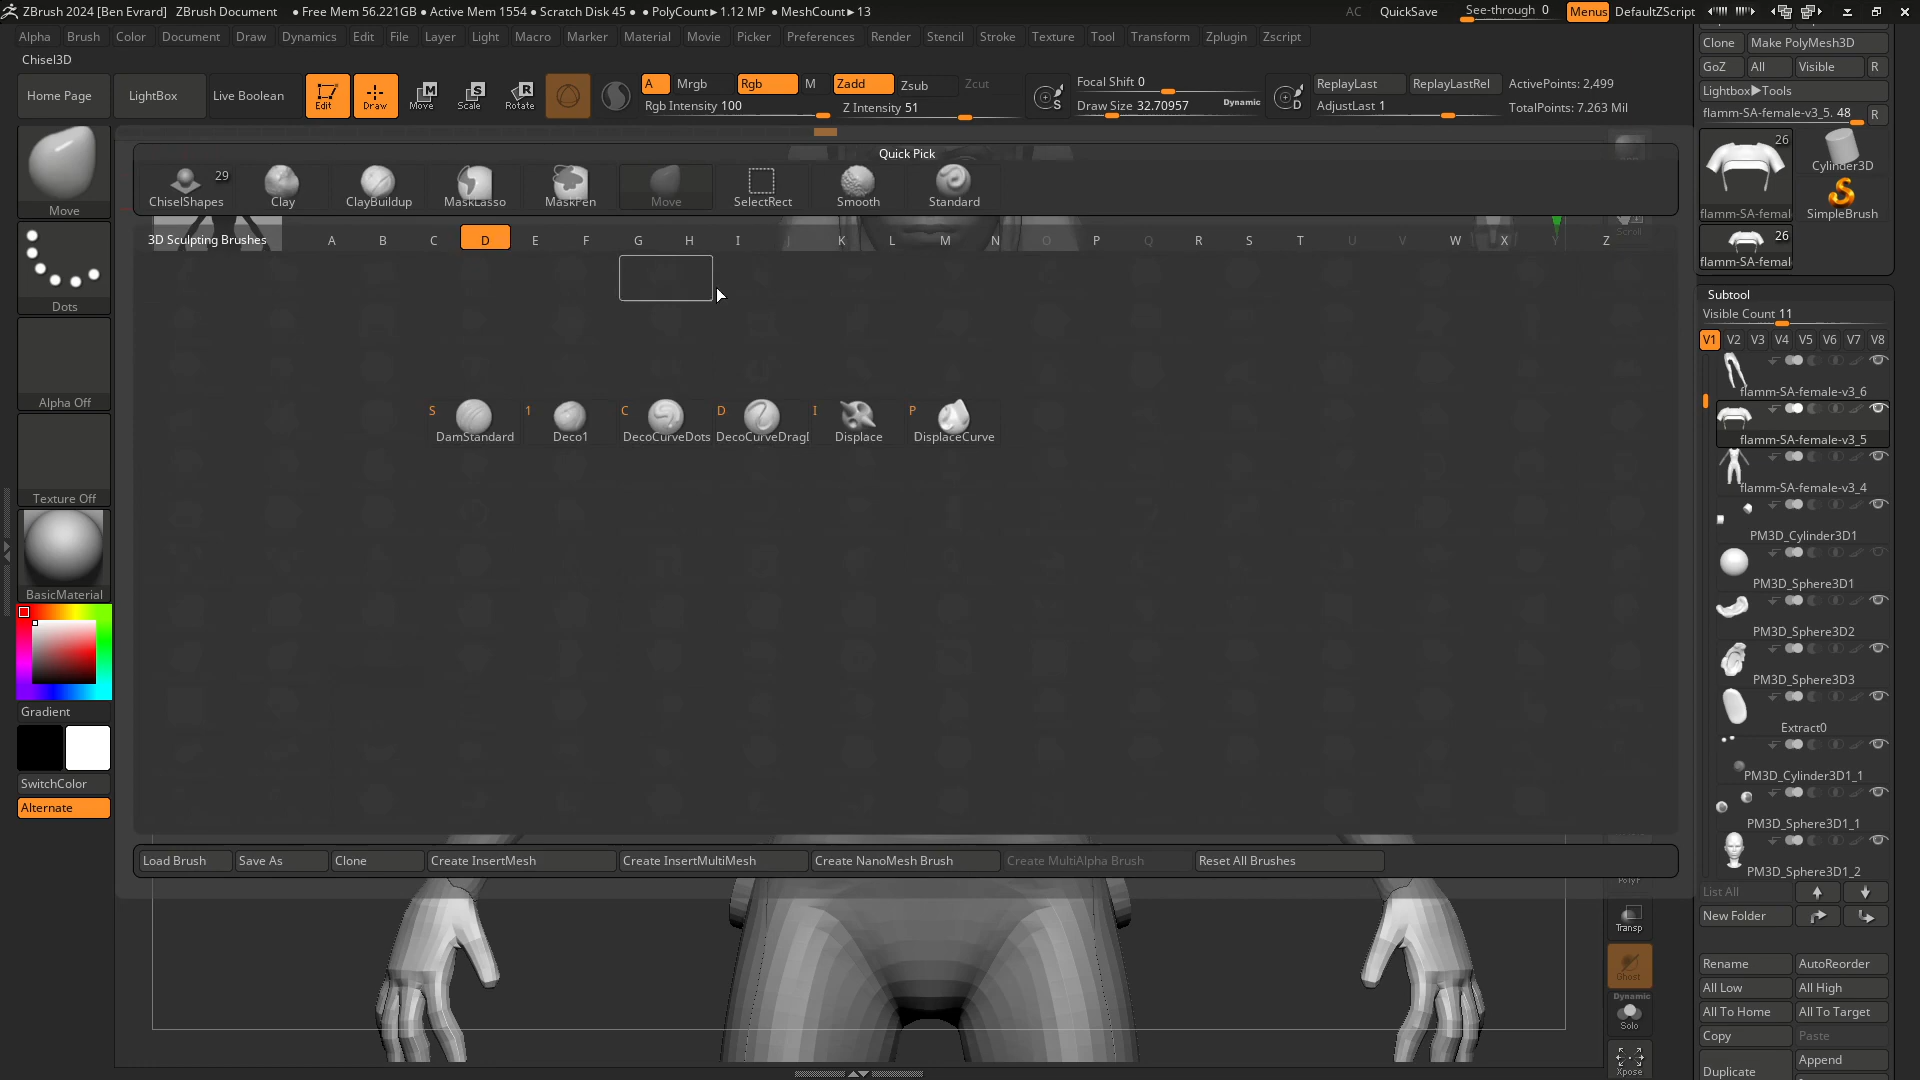 ZBrush 2024 [Ben Evrard] ZBrush Document • Free Mem 56.221GB • Active Mem 1554 • Scratch Disk 45 • • PolyCount► 1.12 MP • MeshCount► 13 AC QuickSave See-through 0 Menus DefaultZScript
Alpha Brush Color Document Draw Dynamics Edit File Layer Light Macro Marker Material Movie Picker Preferences Render Stencil Stroke Texture Tool Transform Zplugin Zscript
Chisel3D
Home Page LightBox Live Boolean Edit Draw Move Scale Rotate
A Mrgb Rgb M Zadd Zsub Zcut
Rgb Intensity 100 Z Intensity 51
S Focal Shift 0
Draw Size 32.70957 Dynamic
D ReplayLast ReplayLastRel
AdjustLast 1
ActivePoints: 2,499
TotalPoints: 7.263 Mil
Move
Dots
Alpha Off
Texture Off
BasicMaterial
Gradient
SwitchColor
Alternate
Quick Pick
29
ChiselShapes Clay ClayBuildup MaskLasso MaskPen Move SelectRect Smooth Standard
3D Sculpting Brushes A B C D E F G H I J K L M N O P Q R S T U V W X Y Z
S 1 C D I P
DamStandard Deco1 DecoCurveDots DecoCurveDragI Displace DisplaceCurve
Load Brush Save As Clone Create InsertMesh Create InsertMultiMesh Create NanoMesh Brush Create MultiAlpha Brush Reset All Brushes
Scroll
PolyF
Transp
Ghost
Dynamic
Solo
Xpose
Clone Make PolyMesh3D
GoZ All Visible R
Lightbox►Tools
flamm-SA-female-v3_5. 48 R
26
flamm-SA-femal
Cylinder3D
SimpleBrush
26
flamm-SA-femal
Subtool
Visible Count 11
V1 V2 V3 V4 V5 V6 V7 V8
flamm-SA-female-v3_6
flamm-SA-female-v3_5
flamm-SA-female-v3_4
PM3D_Cylinder3D1
PM3D_Sphere3D1
PM3D_Sphere3D2
PM3D_Sphere3D3
Extract0
PM3D_Cylinder3D1_1
PM3D_Sphere3D1_1
PM3D_Sphere3D1_2
List All
New Folder
Rename AutoReorder
All Low All High
All To Home All To Target
Copy Paste
Duplicate Append